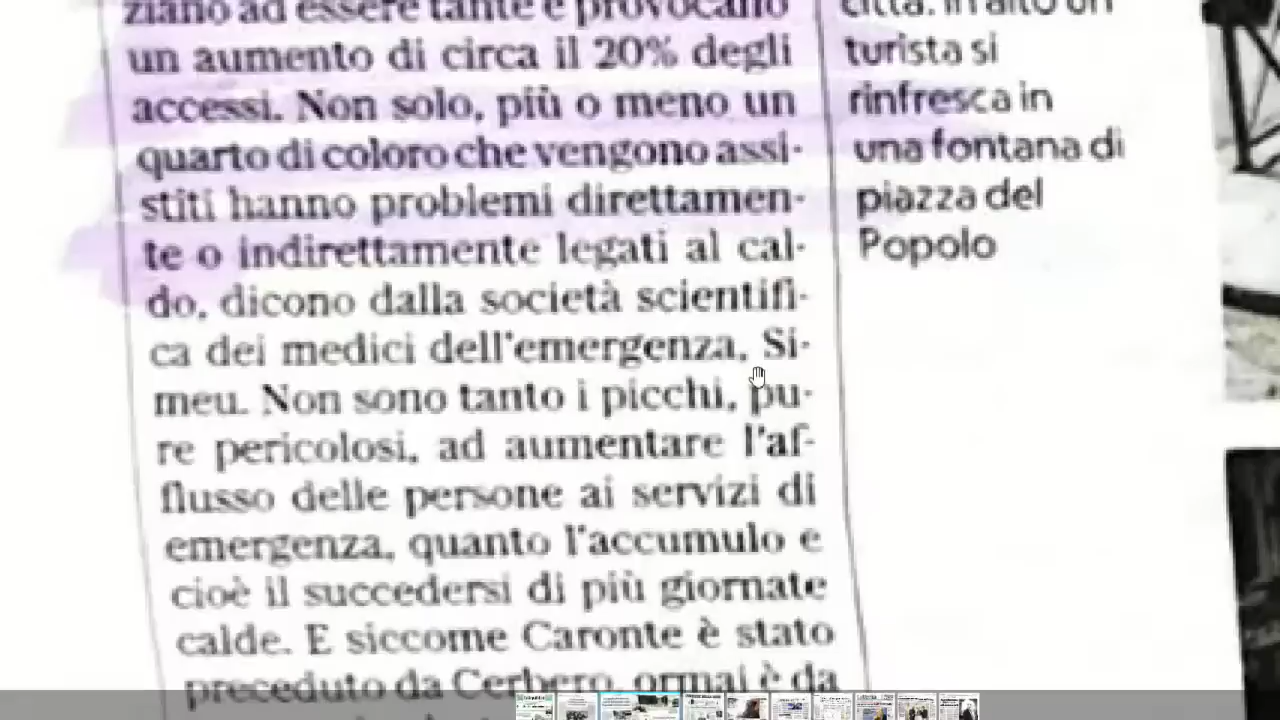 ziano ad essere tante e provocano
un aumento di circa il 20% degli
accessi. Non solo, più o meno un
quarto di coloro che vengono assi-
stiti hanno problemi direttamen-
te o indirettamente legati al cal-
do, dicono dalla società scientifi-
ca dei medici dell'emergenza, Si-
meu. Non sono tanto i picchi, pu-
re pericolosi, ad aumentare l'af-
flusso delle persone ai servizi di
emergenza, quanto l'accumulo e
cioè il succedersi di più giornate
calde. E siccome Caronte è stato
preceduto da Cerbero, ormai è da
città. In alto un
turista si
rinfresca in
una fontana di
piazza del
Popolo